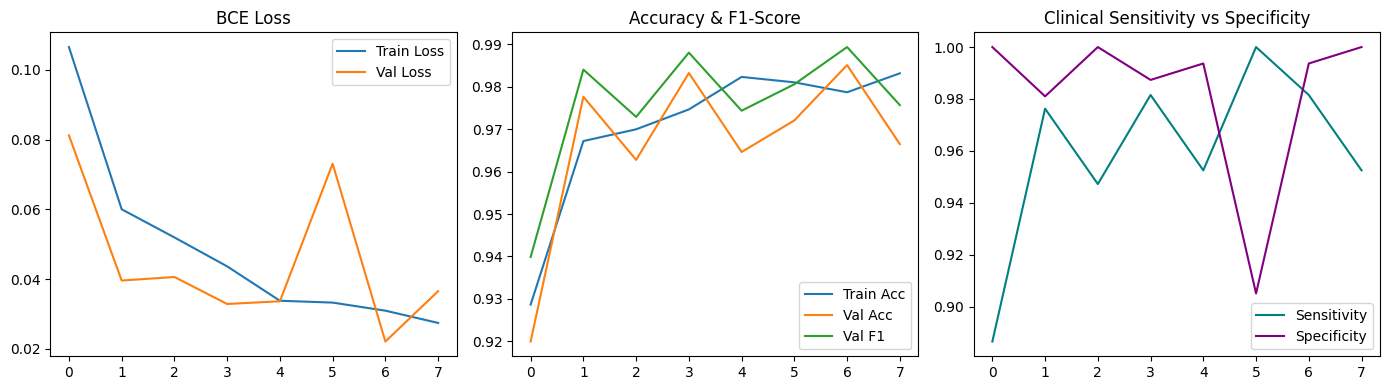 BCE Loss
Train Loss
Val Loss
0.10
0.08
0.06
0.04
0.02
0 1 2 3 4 5 6 7
Accuracy & F1-Score
0.99
0.98
0.97
0.96
0.95
0.94
0.93
0.92
Train Acc
Val Acc
Val F1
0 1 2 3 4 5 6 7
Clinical Sensitivity vs Specificity
1.00
0.98
0.96
0.94
0.92
0.90
Sensitivity
Specificity
0 1 2 3 4 5 6 7